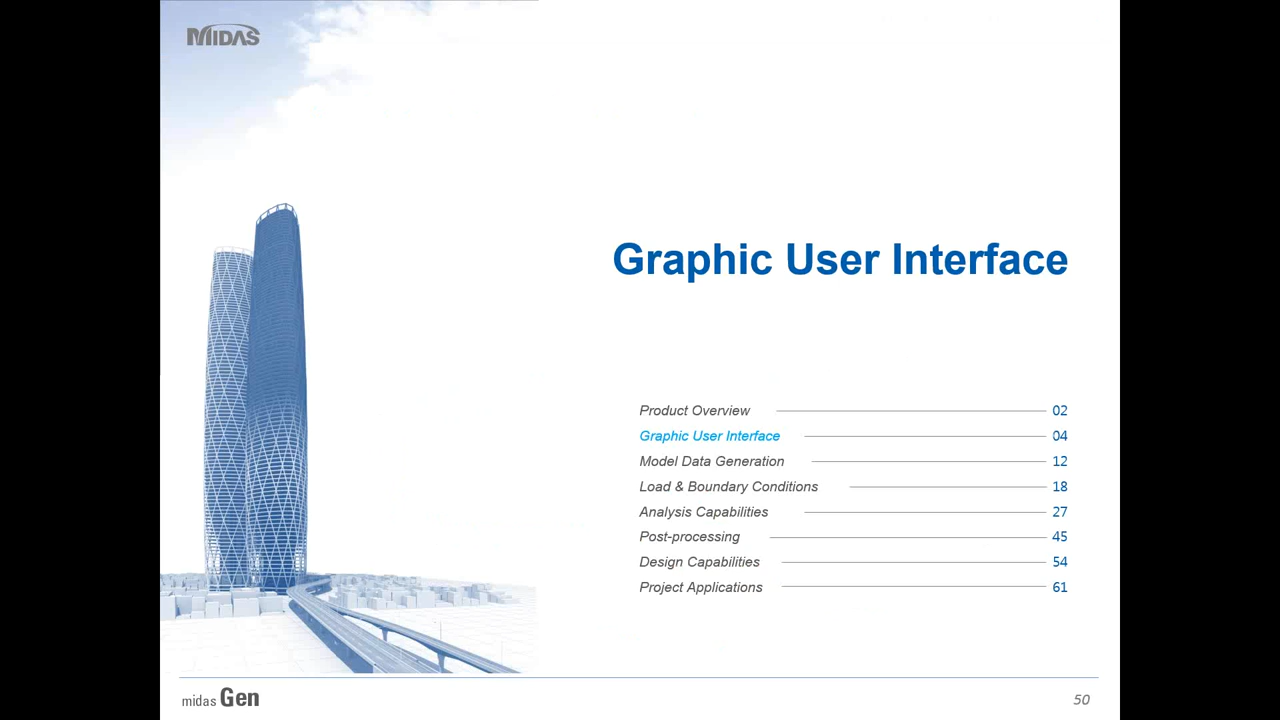 MIDAS
Graphic User Interface
Product Overview 02
Graphic User Interface 04
Model Data Generation 12
Load & Boundary Conditions 18
Analysis Capabilities 27
Post-processing 45
Design Capabilities 54
Project Applications 61
midas Gen 50